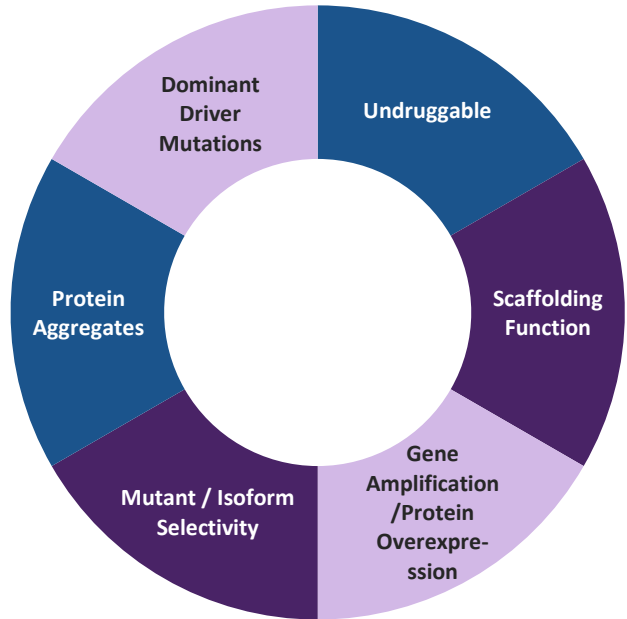 Dominant
Driver
Mutations
Undruggable
Scaffolding
Function
Gene
Amplification
/Protein
Overexpre-
ssion
Mutant / Isoform
Selectivity
Protein
Aggregates